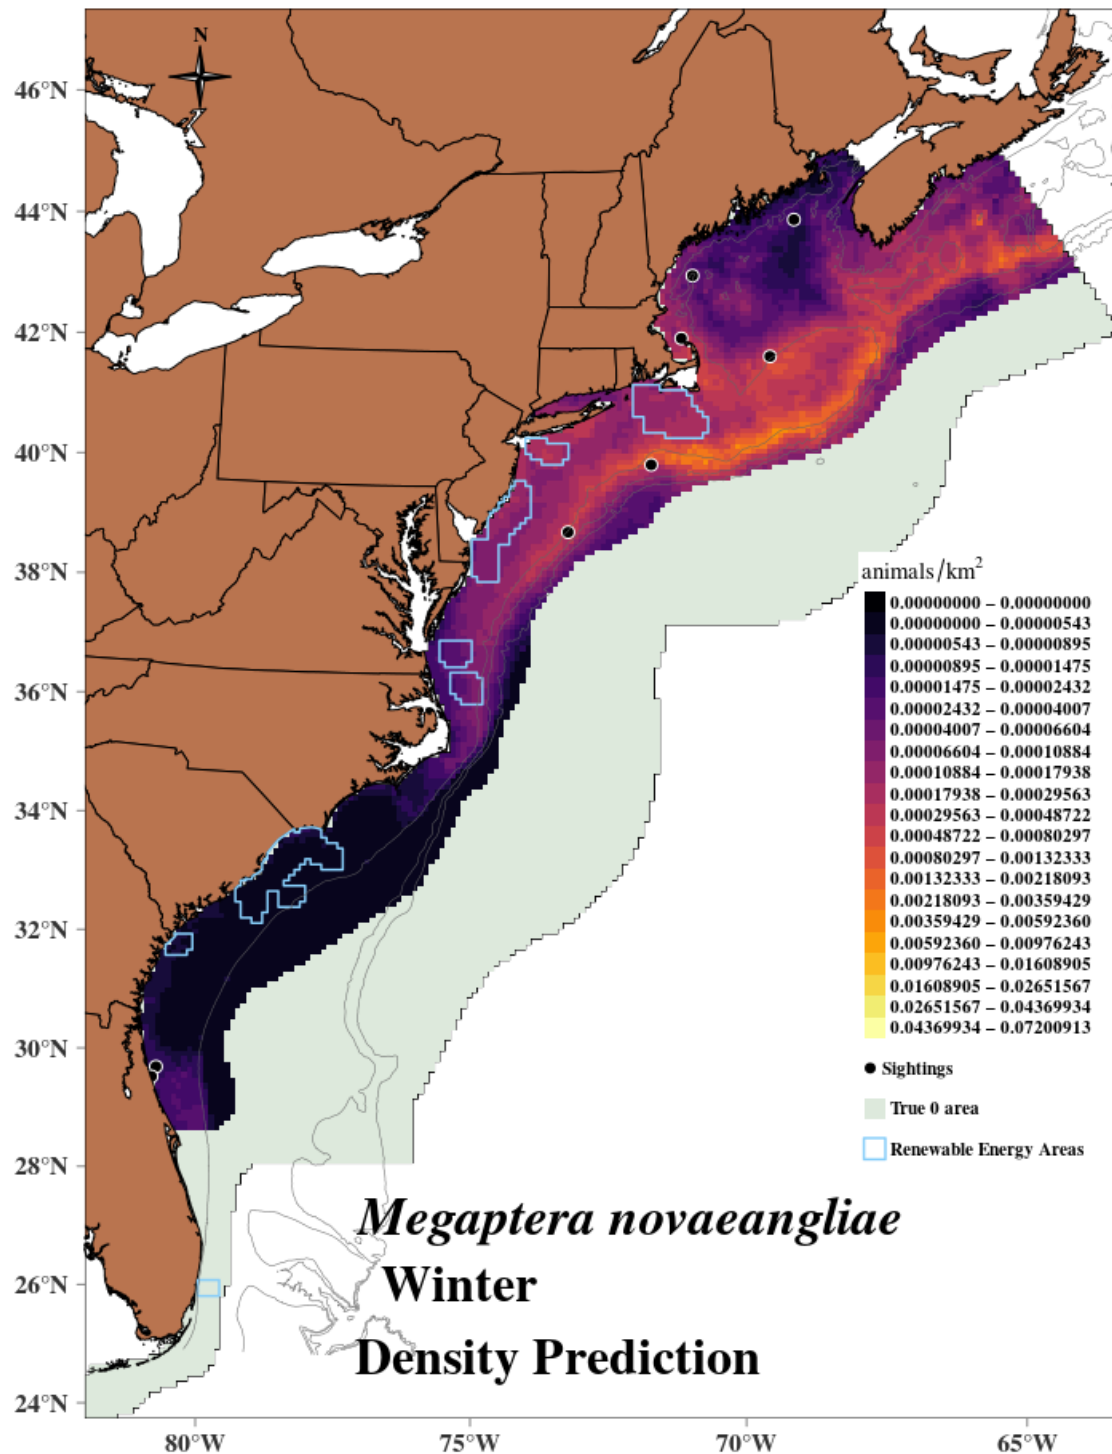 N
46°N
44°N
42°N
40°N
38°N
36°N
34°N
32°N
30°N
28°N
26°N
24°N
80°W
75°W
70°W
65°W
animals/km²
0.00000000 – 0.00000000
0.00000000 – 0.00000543
0.00000543 – 0.00000895
0.00000895 – 0.00001475
0.00001475 – 0.00002432
0.00002432 – 0.00004007
0.00004007 – 0.00006604
0.00006604 – 0.00010884
0.00010884 – 0.00017938
0.00017938 – 0.00029563
0.00029563 – 0.00048722
0.00048722 – 0.00080297
0.00080297 – 0.00132333
0.00132333 – 0.00218093
0.00218093 – 0.00359429
0.00359429 – 0.00592360
0.00592360 – 0.00976243
0.00976243 – 0.01608905
0.01608905 – 0.02651567
0.02651567 – 0.04369934
0.04369934 – 0.07200913
Sightings
True 0 area
Renewable Energy Areas
Megaptera novaeangliae
Winter
Density Prediction